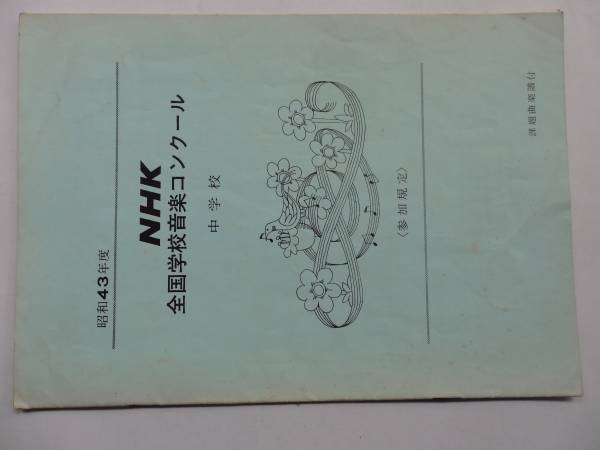 昭和43年度
NHK
全国学校音楽コンクール
中学校
〈参加規定〉
課題曲楽譜付